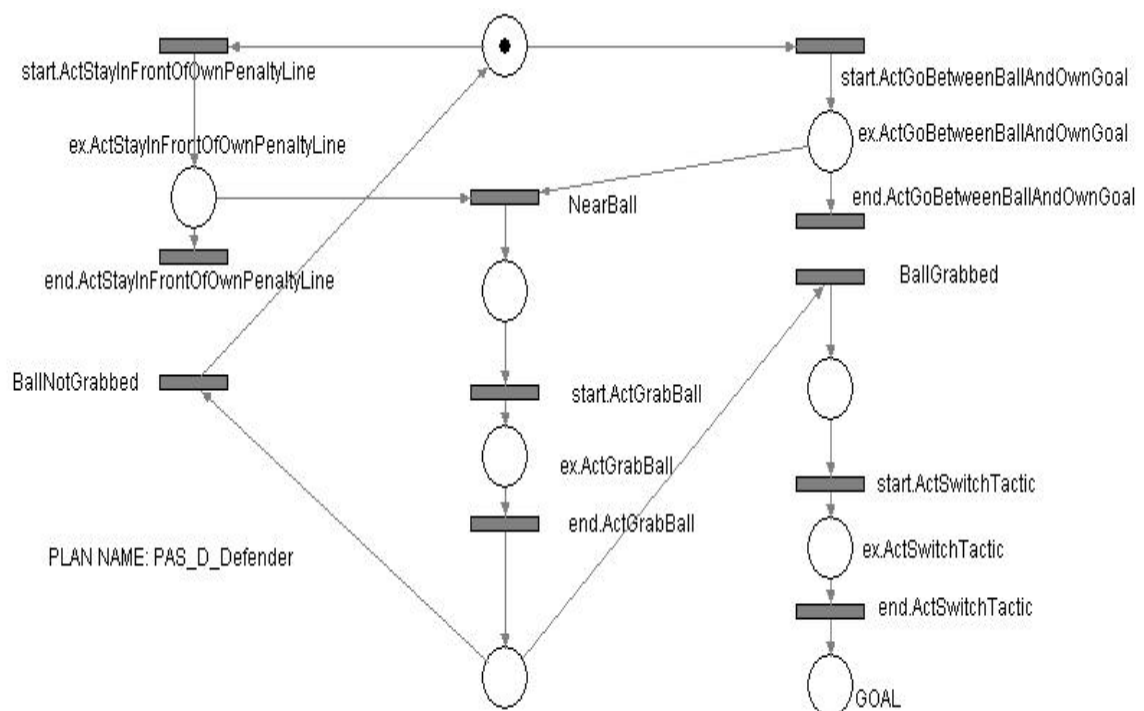 start.ActStayInFrontOfOwnPenaltyLine
start.ActGoBetweenBallAndOwnGoal
ex.ActStayInFrontOfOwnPenaltyLine
ex.ActGoBetweenBallAndOwnGoal
NearBall
end.ActGoBetweenBallAndOwnGoal
end.ActStayInFrontOfOwnPenaltyLine
BallGrabbed
BallNotGrabbed
start.ActGrabBall
ex.ActGrabBall
start.ActSwitchTactic
end.ActGrabBall
PLAN NAME: PAS_D_Defender
ex.ActSwitchTactic
end.ActSwitchTactic
GOAL